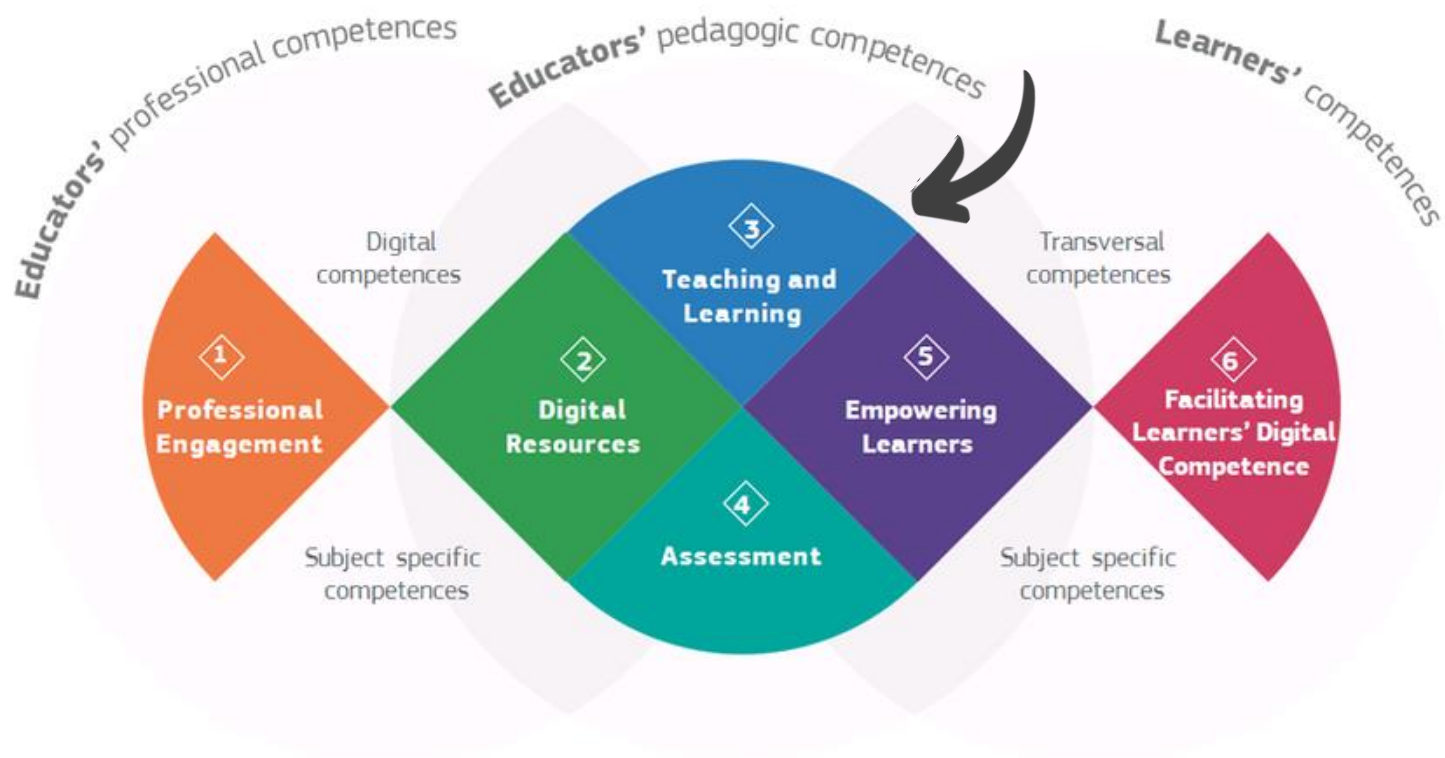 Educators' professional competences
Educators' pedagogic competences
Learners' competences
Digital
competences
Transversal
competences
1
Professional
Engagement
2
Digital
Resources
3
Teaching and
Learning
4
Assessment
5
Empowering
Learners
6
Facilitating
Learners' Digital
Competence
Subject specific
competences
Subject specific
competences